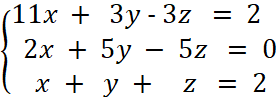 11x + 3y - 3z = 2
2x + 5y − 5z = 0
x + y + z = 2